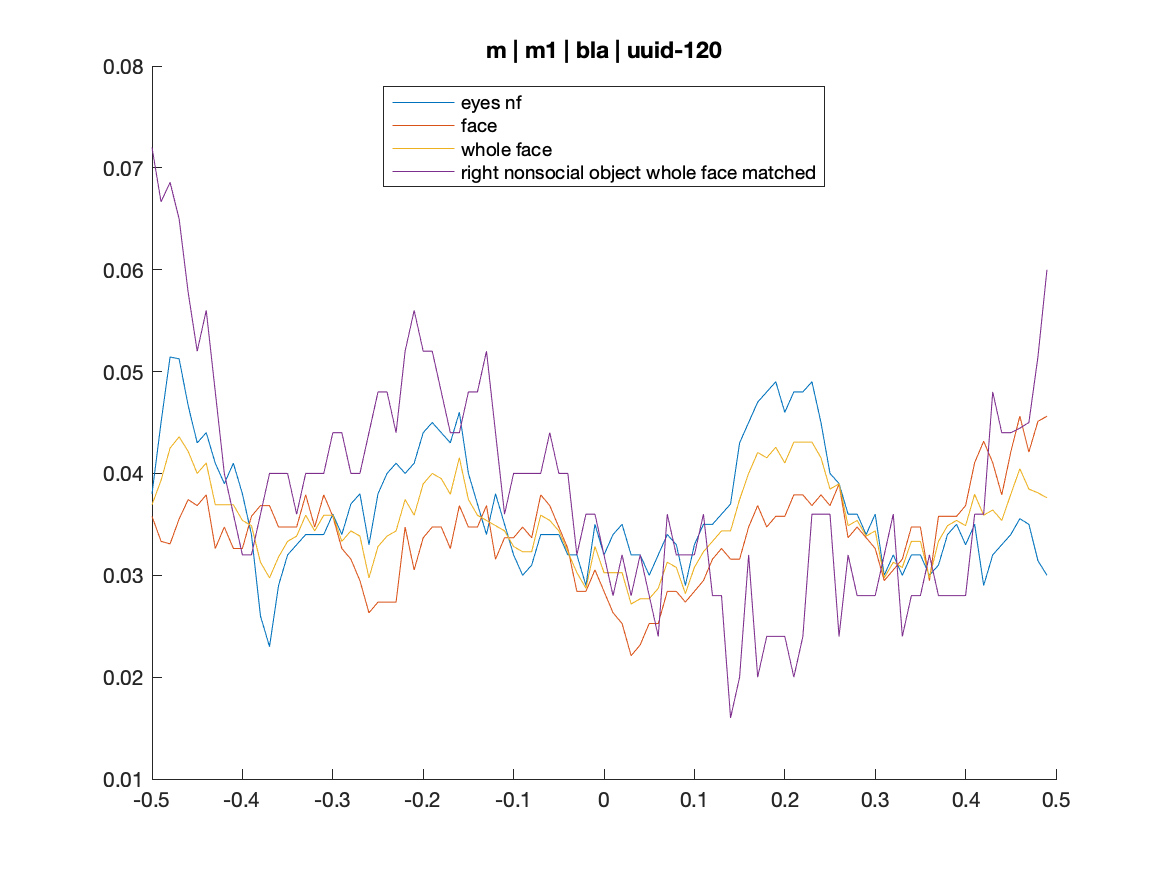 m | m1 | bla | uuid-120
eyes nf
face
whole face
right nonsocial object whole face matched
0.08
0.07
0.06
0.05
0.04
0.03
0.02
0.01
-0.5 -0.4 -0.3 -0.2 -0.1 0 0.1 0.2 0.3 0.4 0.5